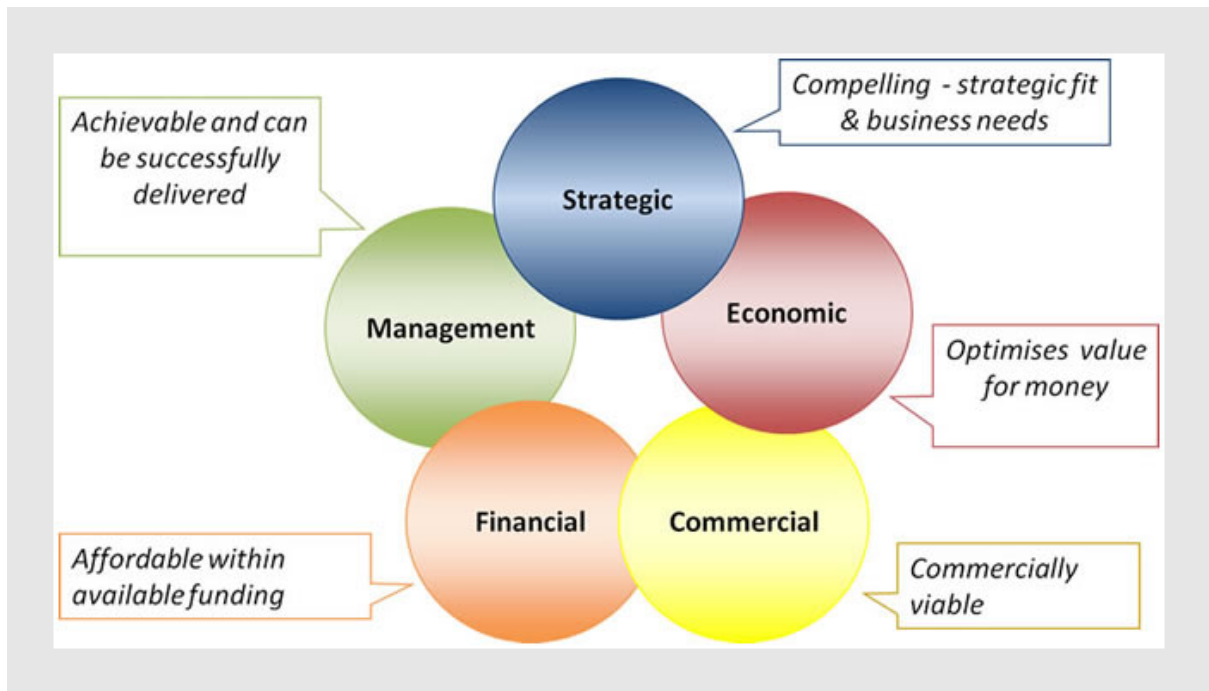 Compelling - strategic fit
& business needs
Achievable and can
be successfully
delivered
Strategic
Management
Economic
Optimises value
for money
Financial
Commercial
Affordable within
available funding
Commercially
viable